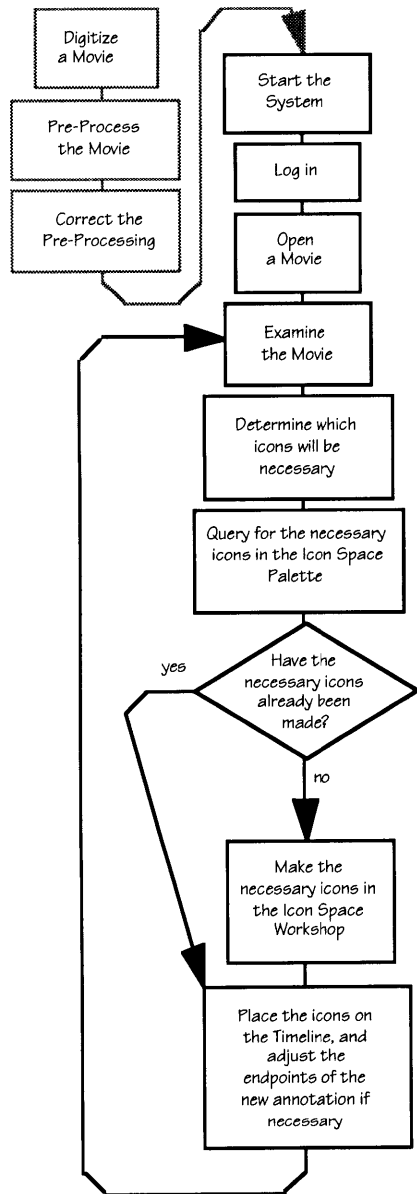 Digitize
a Movie
Pre-Process
the Movie
Correct the
Pre-Processing
Start the
System
Log in
Open
a Movie
Examine
the Movie
Determine which
icons will be
necessary
Query for the necessary
icons in the Icon Space
Palette
Have the
necessary icons
already been
made?
yes
no
Make the
necessary icons in
the Icon Space
Workshop
Place the icons on
the Timeline, and
adjust the
endpoints of the
new annotation if
necessary